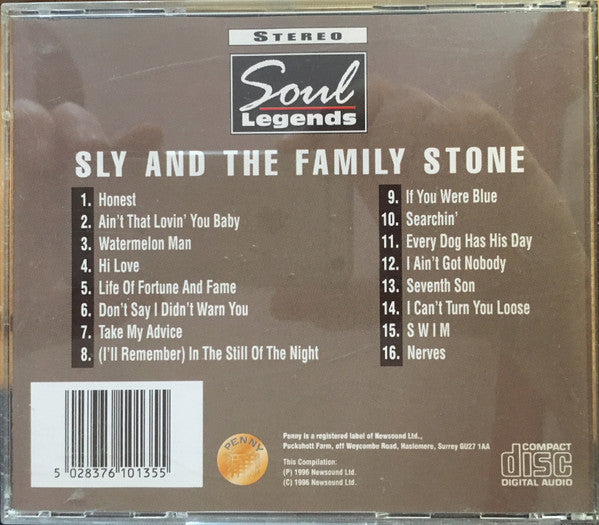 STEREO
Soul
Legends
SLY AND THE FAMILY STONE
1. Honest
2. Ain't That Lovin' You Baby
3. Watermelon Man
4. Hi Love
5. Life Of Fortune And Fame
6. Don't Say I Didn't Warn You
7. Take My Advice
8. (I'll Remember) In The Still Of The Night
9. If You Were Blue
10. Searchin'
11. Every Dog Has His Day
12. I Ain't Got Nobody
13. Seventh Son
14. I Can't Turn You Loose
15. S W I M
16. Nerves
5 028376 101355
PENNY
Penny is a registered label of Newsound Ltd.,
Puckshott Farm, off Weycombe Road, Haslemere, Surrey GU27 1AA
This Compilation:
(P) 1996 Newsound Ltd.
(C) 1996 Newsound Ltd.
COMPACT
disc
DIGITAL AUDIO